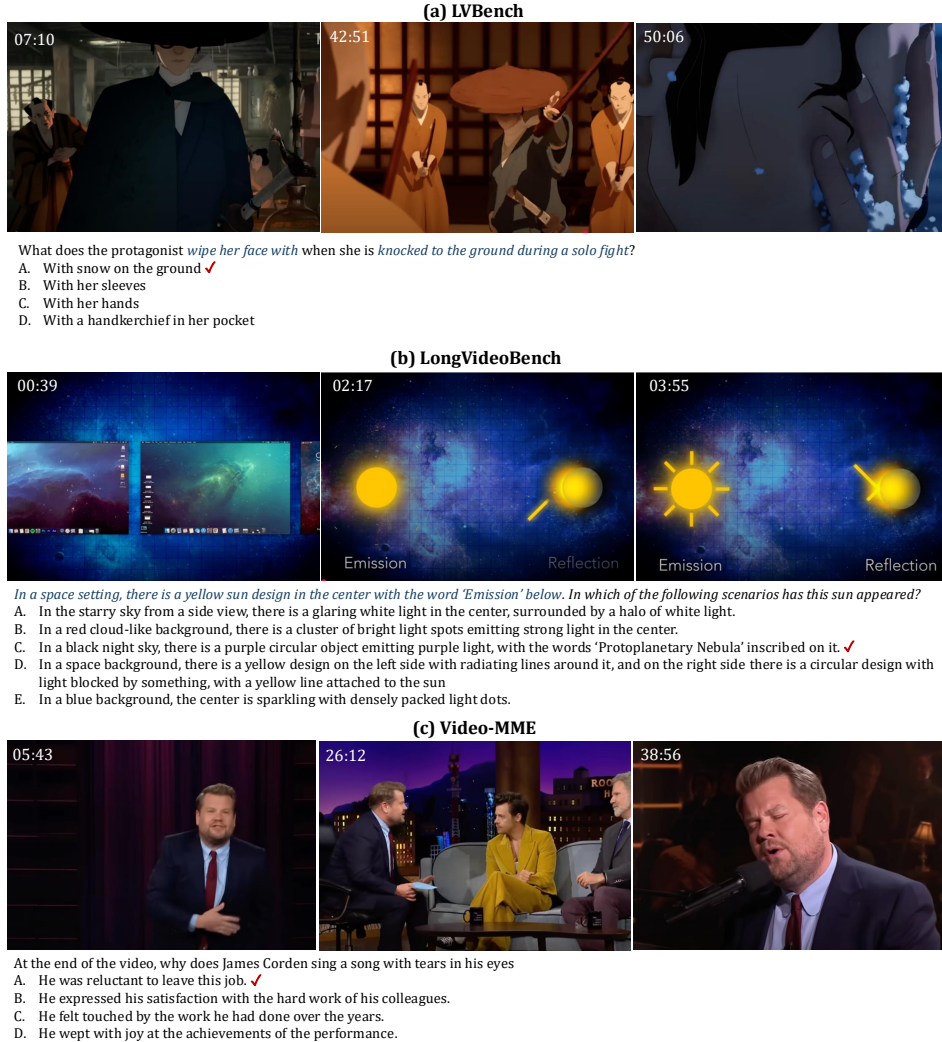 (a) LVBench
07:10
42:51
50:06
What does the protagonist wipe her face with when she is knocked to the ground during a solo fight?
A. With snow on the ground ✓
B. With her sleeves
C. With her hands
D. With a handkerchief in her pocket
(b) LongVideoBench
00:39
02:17
03:55
Emission
Reflection
Emission
Reflection
In a space setting, there is a yellow sun design in the center with the word ‘Emission’ below. In which of the following scenarios has this sun appeared?
A. In the starry sky from a side view, there is a glaring white light in the center, surrounded by a halo of white light.
B. In a red cloud-like background, there is a cluster of bright light spots emitting strong light in the center.
C. In a black night sky, there is a purple circular object emitting purple light, with the words ‘Protoplanetary Nebula’ inscribed on it. ✓
D. In a space background, there is a yellow design on the left side with radiating lines around it, and on the right side there is a circular design with
light blocked by something, with a yellow line attached to the sun
E. In a blue background, the center is sparkling with densely packed light dots.
(c) Video-MME
05:43
26:12
38:56
ROO
H
At the end of the video, why does James Corden sing a song with tears in his eyes
A. He was reluctant to leave this job. ✓
B. He expressed his satisfaction with the hard work of his colleagues.
C. He felt touched by the work he had done over the years.
D. He wept with joy at the achievements of the performance.